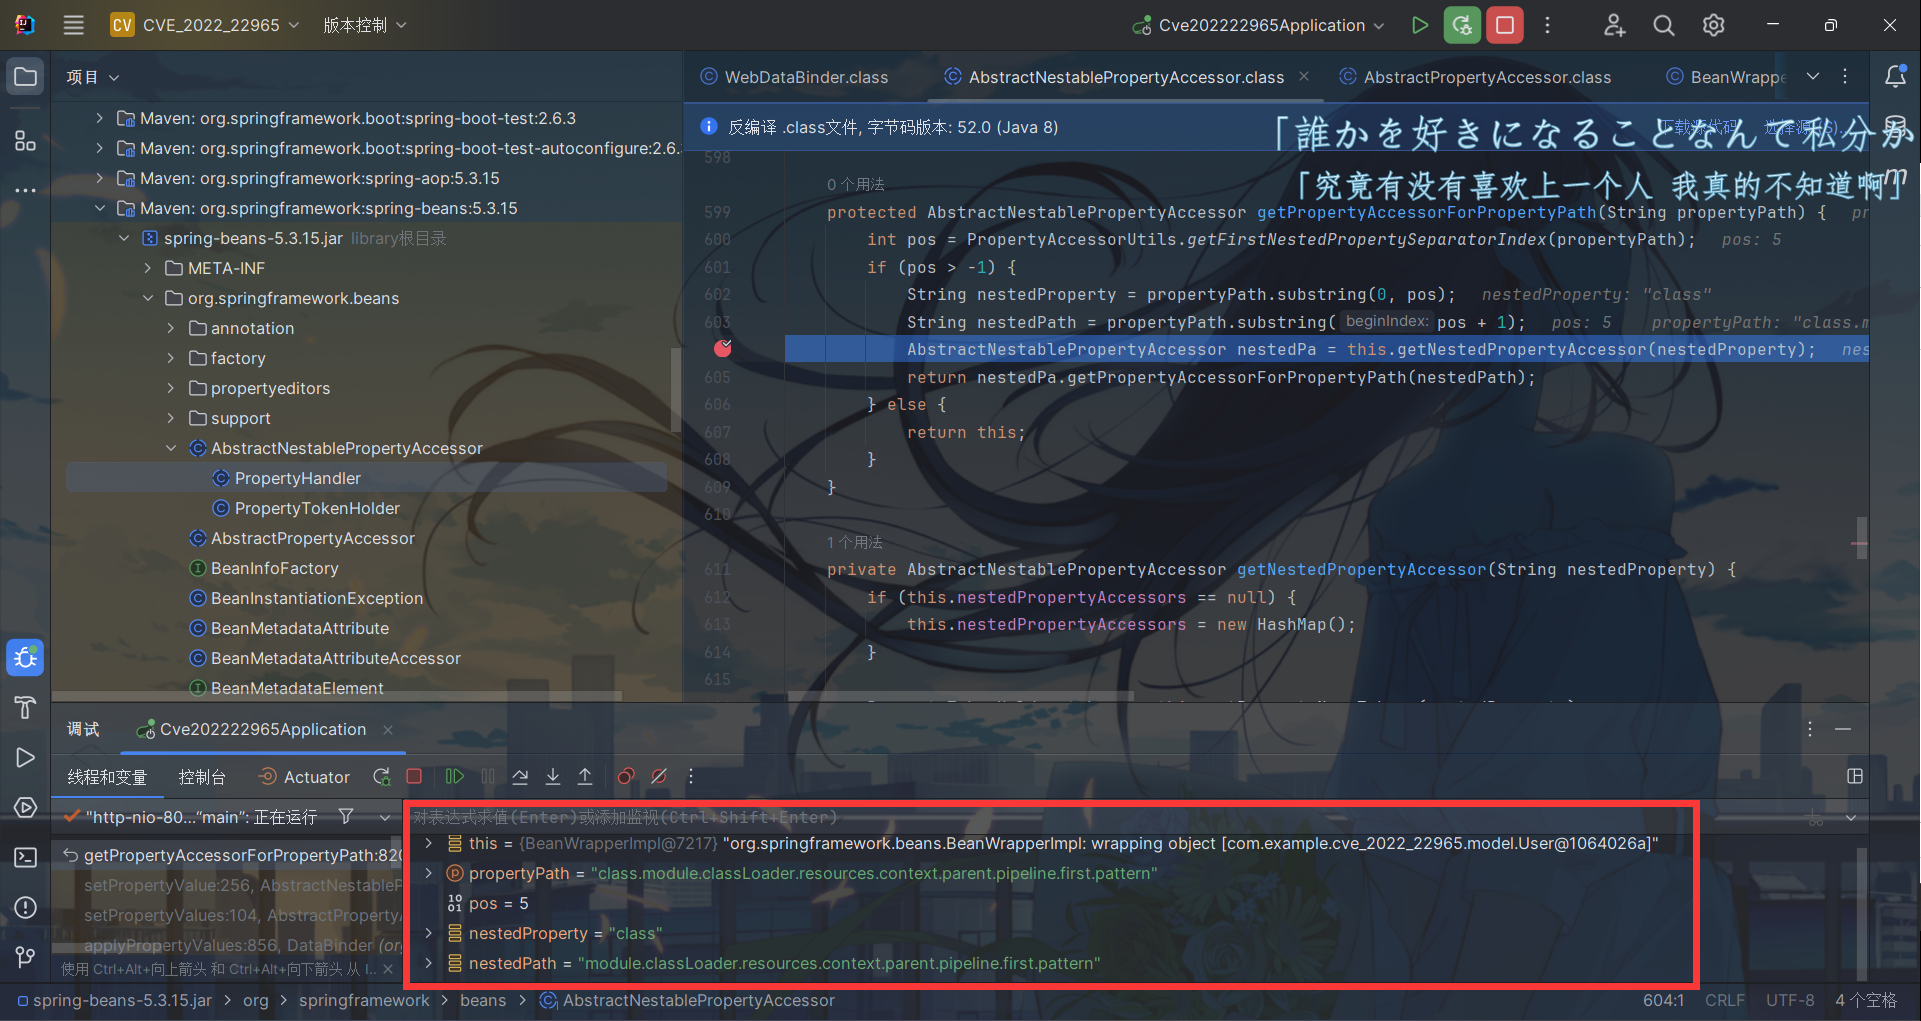 CV CVE_2022_22965 版本控制 Cve202222965Application
项目
Maven: org.springframework.boot:spring-boot-test:2.6.3
Maven: org.springframework.boot:spring-boot-test-autoconfigure:2.6.
Maven: org.springframework:spring-aop:5.3.15
Maven: org.springframework:spring-beans:5.3.15
spring-beans-5.3.15.jar library根目录
META-INF
org.springframework.beans
annotation
factory
propertyeditors
support
AbstractNestablePropertyAccessor
PropertyHandler
PropertyTokenHolder
AbstractPropertyAccessor
BeanInfoFactory
BeanInstantiationException
BeanMetadataAttribute
BeanMetadataAttributeAccessor
BeanMetadataElement
WebDataBinder.class AbstractNestablePropertyAccessor.class AbstractPropertyAccessor.class BeanWrappe
反编译 .class文件, 字节码版本: 52.0 (Java 8) 下载源代码
「誰かを好きになることなんて私分か
「究竟有没有喜欢上一个人 我真的不知道啊」
598
0 个用法
599 protected AbstractNestablePropertyAccessor getPropertyAccessorForPropertyPath(String propertyPath) { pr
600 int pos = PropertyAccessorUtils.getFirstNestedPropertySeparatorIndex(propertyPath); pos: 5
601 if (pos > -1) {
602 String nestedProperty = propertyPath.substring(0, pos); nestedProperty: "class"
603 String nestedPath = propertyPath.substring( beginIndex: pos + 1); pos: 5 propertyPath: "class.m
AbstractNestablePropertyAccessor nestedPa = this.getNestedPropertyAccessor(nestedProperty); nes
605 return nestedPa.getPropertyAccessorForPropertyPath(nestedPath);
606 } else {
607 return this;
608 }
609 }
610
1 个用法
611 private AbstractNestablePropertyAccessor getNestedPropertyAccessor(String nestedProperty) {
612 if (this.nestedPropertyAccessors == null) {
613 this.nestedPropertyAccessors = new HashMap();
614 }
615
调试 Cve202222965Application
线程和变量 控制台 Actuator
"http-nio-80..."main": 正在运行
getPropertyAccessorForPropertyPath:820
setPropertyValue:256, AbstractNestableP
setPropertyValues:104, AbstractPropertyA
applyPropertyValues:856, DataBinder (org
使用 Ctrl+Alt+向上箭头 和 Ctrl+Alt+向下箭头 从 I...
对表达式求值(Enter)或添加监视(Ctrl+Shift+Enter)
this = {BeanWrapperImpl@7217} "org.springframework.beans.BeanWrapperImpl: wrapping object [com.example.cve_2022_22965.model.User@1064026a]"
propertyPath = "class.module.classLoader.resources.context.parent.pipeline.first.pattern"
pos = 5
nestedProperty = "class"
nestedPath = "module.classLoader.resources.context.parent.pipeline.first.pattern"
spring-beans-5.3.15.jar > org > springframework > beans > AbstractNestablePropertyAccessor
604:1 CRLF UTF-8 4 个空格